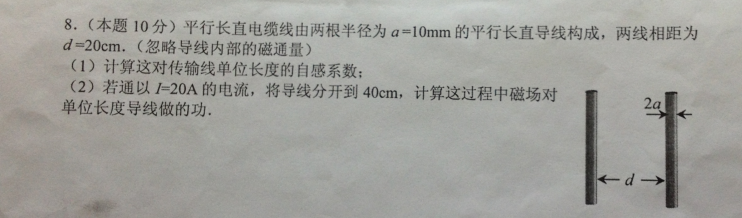 8.（本题 10 分）平行长直电缆线由两根半径为 a=10mm 的平行长直导线构成，两线相距为
d=20cm.（忽略导线内部的磁通量）
（1）计算这对传输线单位长度的自感系数；
（2）若通以 I=20A 的电流，将导线分开到 40cm，计算这过程中磁场对
单位长度导线做的功.
2a
d